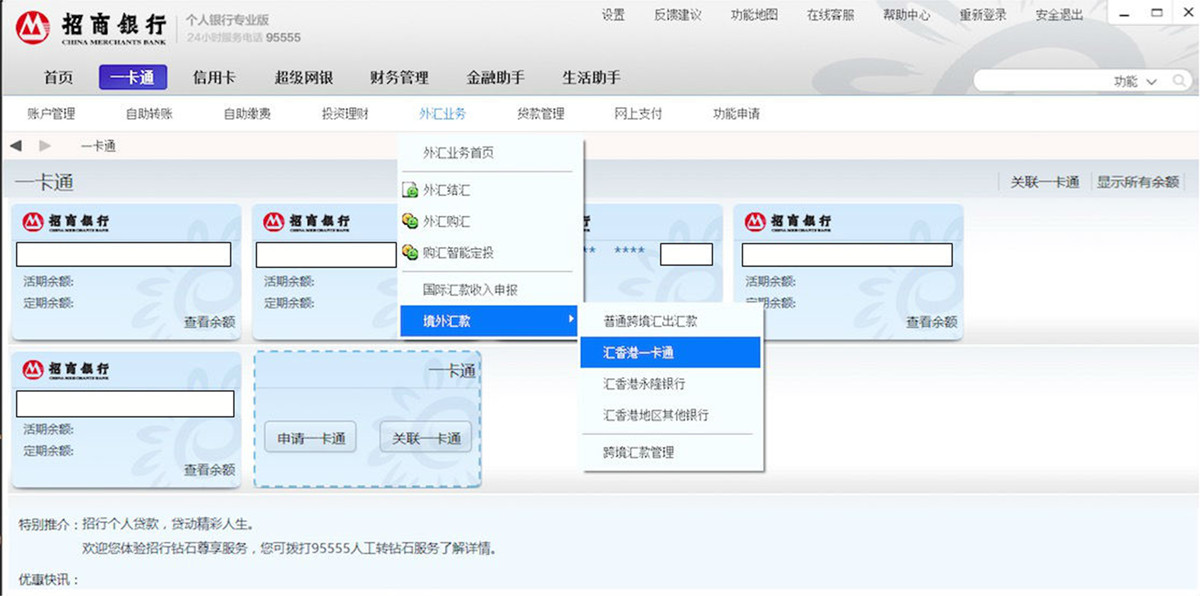 招商银行 个人银行专业版
CHINA MERCHANTS BANK 24小时服务电话 95555
设置 反馈建议 功能地图 在线客服 帮助中心 重新登录 安全退出
首页 一卡通 信用卡 超级网银 财务管理 金融助手 生活助手 功能
账户管理 自助转账 自助缴费 投资理财 外汇业务 贷款管理 网上支付 功能申请
一卡通
外汇业务首页
外汇结汇
外汇购汇
购汇智能定投
国际汇款收入申报
境外汇款
普通跨境汇出汇款
汇香港一卡通
汇香港永隆银行
汇香港地区其他银行
跨境汇款管理
一卡通 关联一卡通 显示所有余额
招商银行 招商银行 行 招商银行
CHINA MERCHANTS BANK CHINA MERCHANTS BANK CHINA MERCHANTS BANK
** ****
活期余额: 活期余额: 活期余额:
定期余额: 定期余额: 定期余额:
查看余额 查看余额
招商银行 一卡通
CHINA MERCHANTS BANK
活期余额:
定期余额:
申请一卡通 关联一卡通
查看余额
特别推介：招行个人贷款，贷动精彩人生。
欢迎您体验招行钻石尊享服务，您可拨打95555人工转钻石服务了解详情。
优惠快讯：